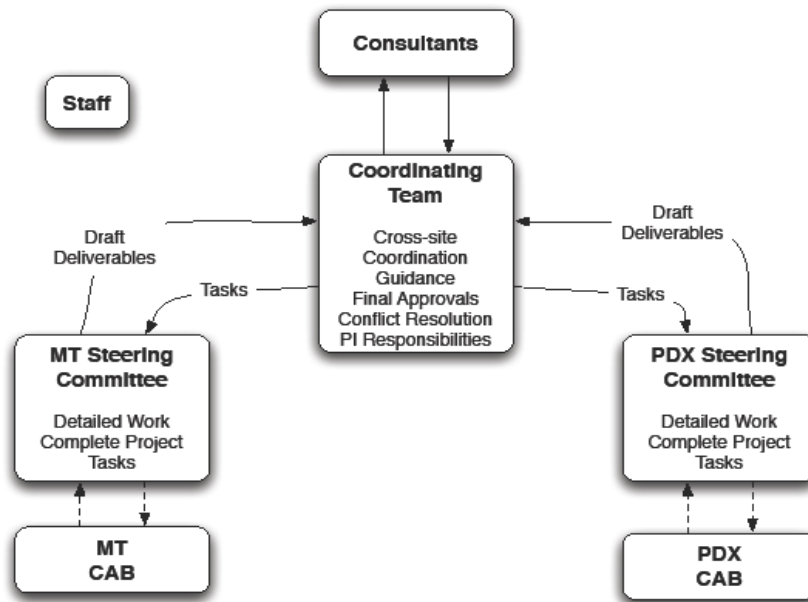 Consultants
Staff
Coordinating
Team
Cross-site
Coordination
Guidance
Final Approvals
Conflict Resolution
PI Responsibilities
Draft
Deliverables
Tasks
Draft
Deliverables
Tasks
MT Steering
Committee
Detailed Work
Complete Project
Tasks
PDX Steering
Committee
Detailed Work
Complete Project
Tasks
MT
CAB
PDX
CAB